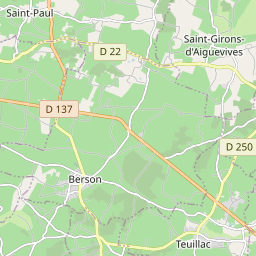 Saint-Paul
D 22
Saint-Girons-
d'Aiguevives
D 137
D 250
Berson
Teuillac